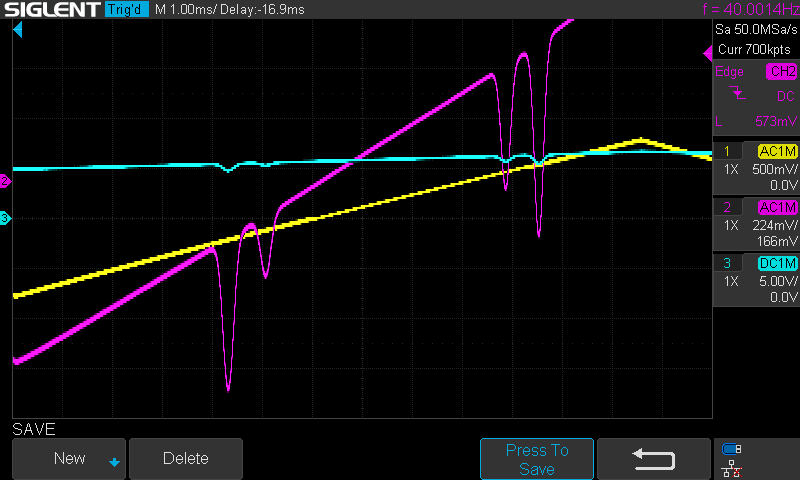 SIGLENT Trig'd M 1.00ms/ Delay:-16.9ms f = 40.0014Hz
Sa 50.0MSa/s
Curr 700kpts
Edge CH2
DC
L 573mV
1 AC1M
1X 500mV/
0.0V
2 AC1M
1X 224mV/
166mV
3 DC1M
1X 5.00V/
0.0V
2
3
SAVE
New Delete Press To
Save